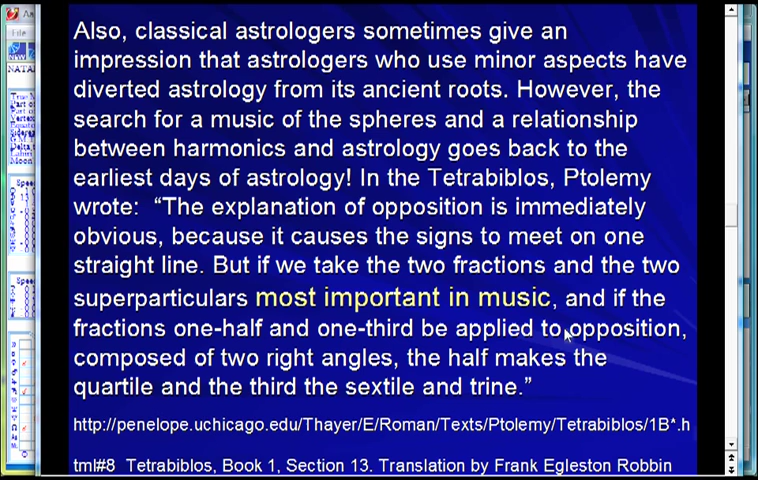 Also, classical astrologers sometimes give an
impression that astrologers who use minor aspects have
diverted astrology from its ancient roots. However, the
search for a music of the spheres and a relationship
between harmonics and astrology goes back to the
earliest days of astrology! In the Tetrabiblos, Ptolemy
wrote: “The explanation of opposition is immediately
obvious, because it causes the signs to meet on one
straight line. But if we take the two fractions and the two
superparticulars most important in music, and if the
fractions one-half and one-third be applied to opposition,
composed of two right angles, the half makes the
quartile and the third the sextile and trine.”
http://penelope.uchicago.edu/Thayer/E/Roman/Texts/Ptolemy/Tetrabiblos/1B*.h
tml#8 Tetrabiblos, Book 1, Section 13. Translation by Frank Egleston Robbin